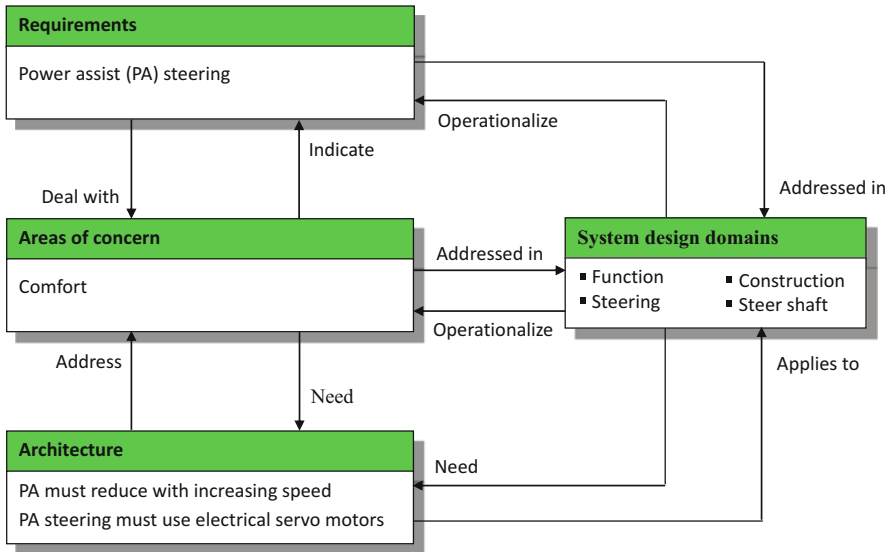 Requirements
Power assist (PA) steering
Operationalize
Indicate
Deal with
Addressed in
Areas of concern
Comfort
Addressed in
Operationalize
System design domains
▪ Function
▪ Steering
▪ Construction
▪ Steer shaft
Address
Need
Applies to
Architecture
PA must reduce with increasing speed
PA steering must use electrical servo motors
Need